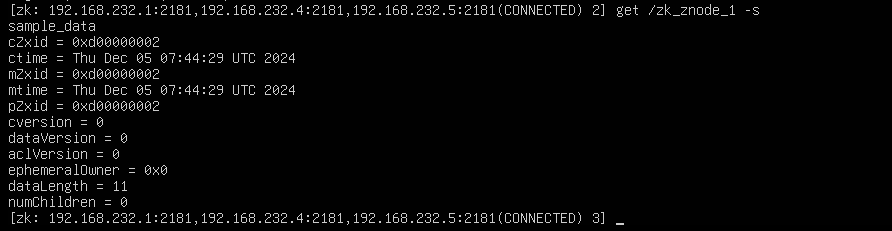 [zk: 192.168.232.1:2181,192.168.232.4:2181,192.168.232.5:2181(CONNECTED) 2] get /zk_znode_1 -s
sample_data
cZxid = 0xd00000002
ctime = Thu Dec 05 07:44:29 UTC 2024
mZxid = 0xd00000002
mtime = Thu Dec 05 07:44:29 UTC 2024
pZxid = 0xd00000002
cversion = 0
dataVersion = 0
aclVersion = 0
ephemeralOwner = 0x0
dataLength = 11
numChildren = 0
[zk: 192.168.232.1:2181,192.168.232.4:2181,192.168.232.5:2181(CONNECTED) 3] _